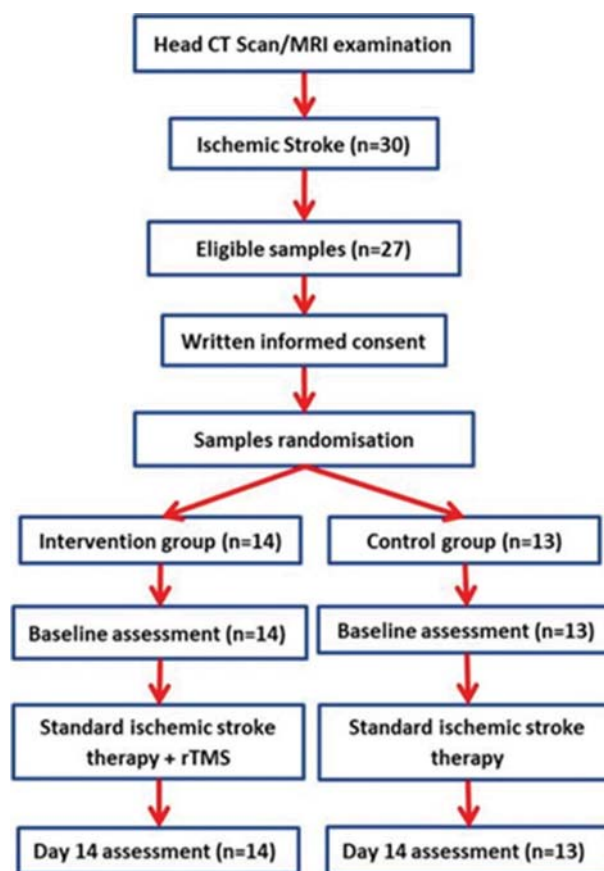 Head CT Scan/MRI examination
Ischemic Stroke (n=30)
Eligible samples (n=27)
Written informed consent
Samples randomisation
Intervention group (n=14)
Control group (n=13)
Baseline assessment (n=14)
Baseline assessment (n=13)
Standard ischemic stroke
therapy + rTMS
Standard ischemic stroke
therapy
Day 14 assessment (n=14)
Day 14 assessment (n=13)